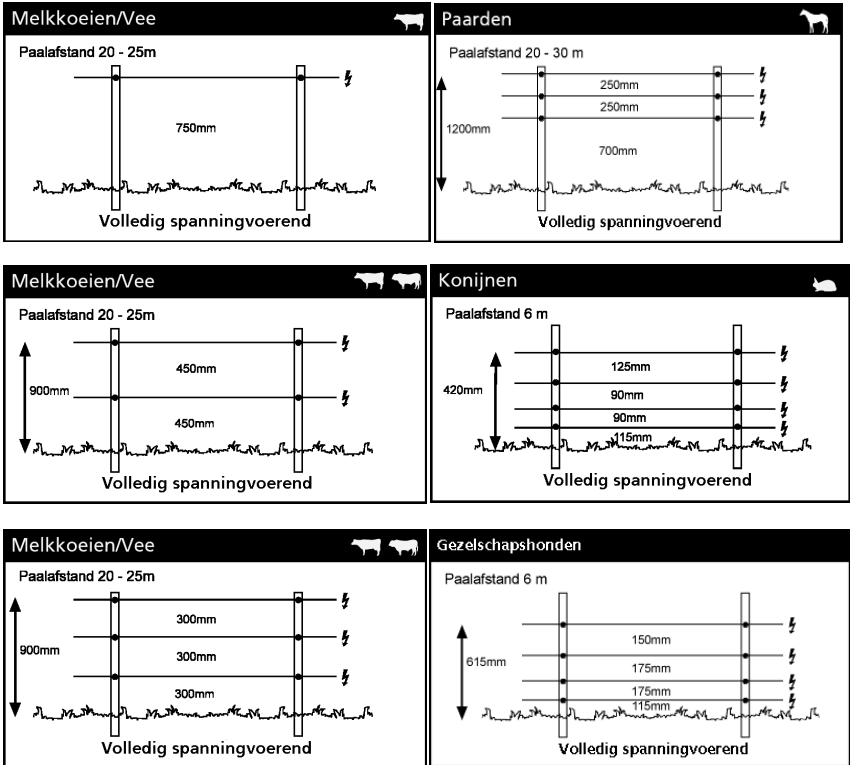 Melkkoeien/Vee
Paalafstand 20 - 25m
750mm
Volledig spanningvoerend
Paarden
Paalafstand 20 - 30 m
250mm
250mm
1200mm
700mm
Volledig spanningvoerend
Melkkoeien/Vee
Paalafstand 20 - 25m
450mm
900mm
450mm
Volledig spanningvoerend
Konijnen
Paalafstand 6 m
125mm
420mm
90mm
90mm
115mm
Volledig spanningvoerend
Melkkoeien/Vee
Paalafstand 20 - 25m
300mm
900mm
300mm
300mm
Volledig spanningvoerend
Gezelschapshonden
Paalafstand 6 m
150mm
615mm
175mm
175mm
115mm
Volledig spanningvoerend